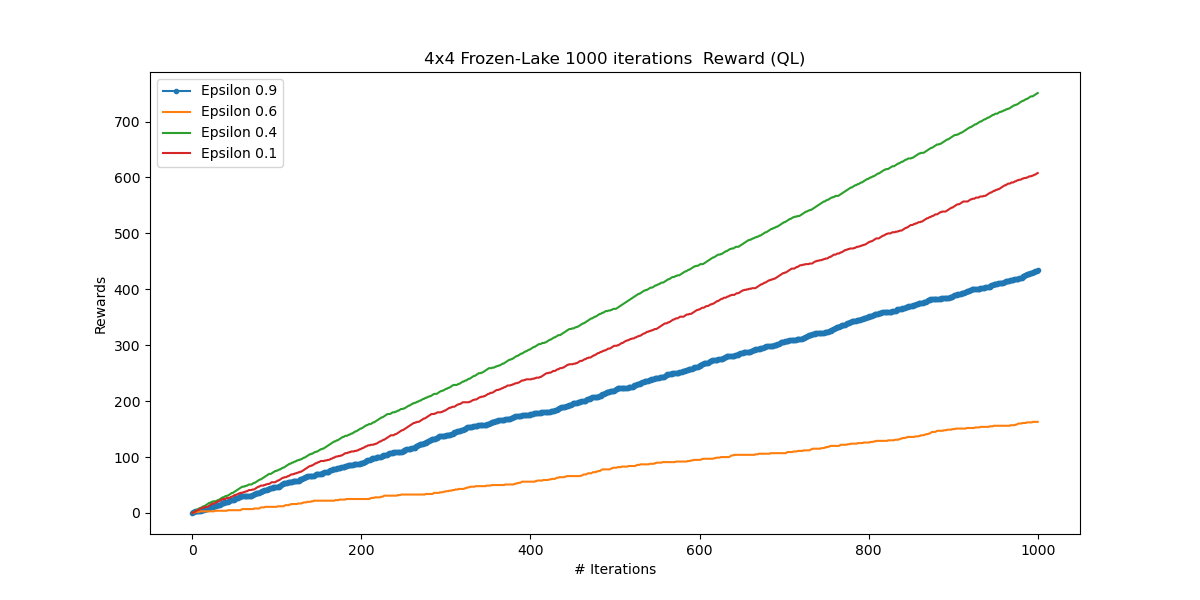 4x4 Frozen-Lake 1000 iterations  Reward (QL)
Epsilon 0.9
Epsilon 0.6
Epsilon 0.4
Epsilon 0.1
Rewards
700
600
500
400
300
200
100
0
0 200 400 600 800 1000
# Iterations